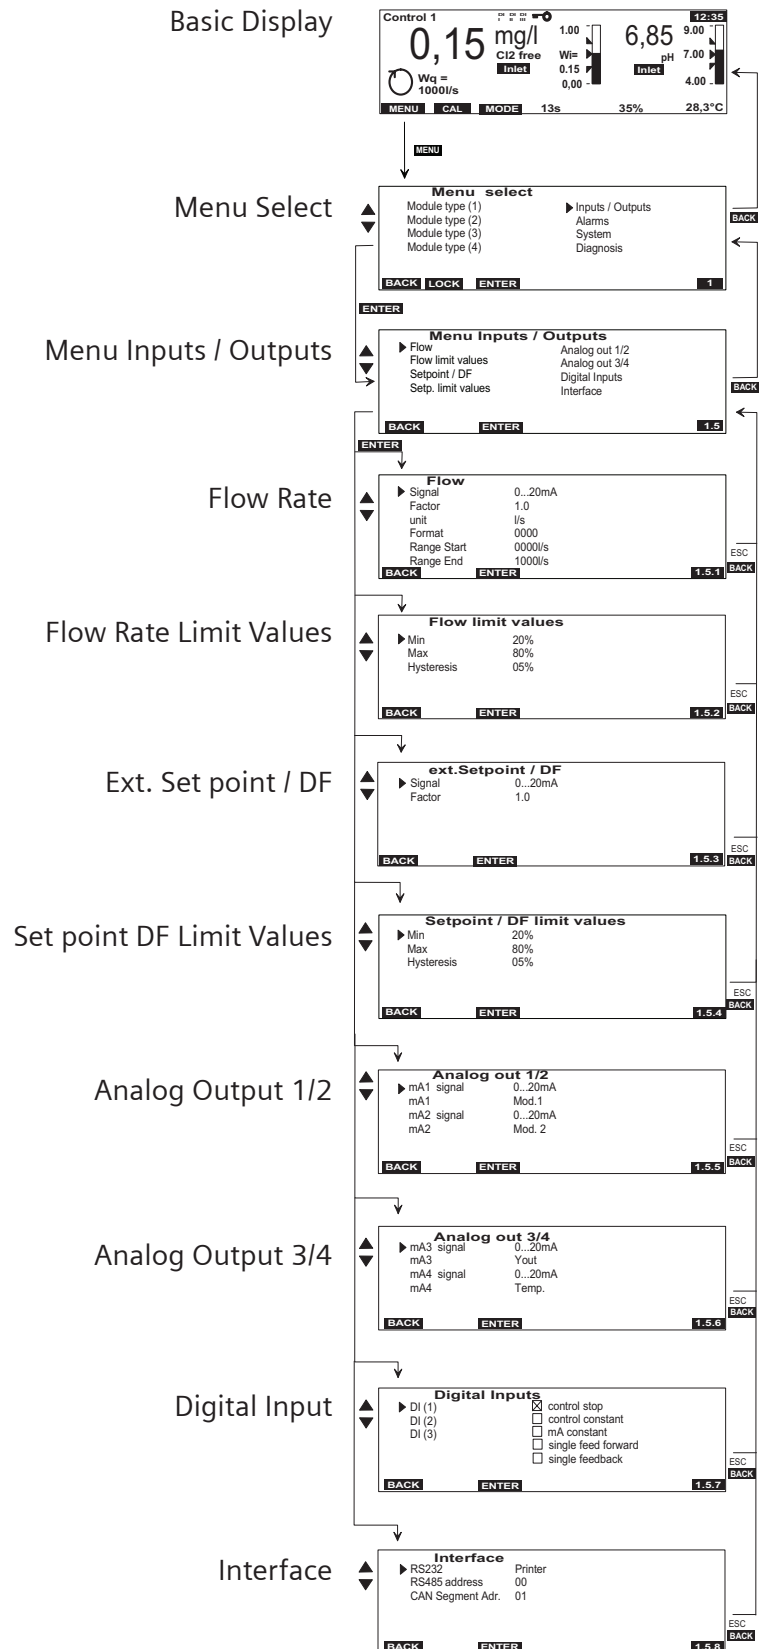 Basic Display
Control 1 DI I DI II DI III 12:35
0,15 mg/l
Cl2 free
Inlet
1.00
Wi=
0.15
0,00
6,85 pH
Inlet
9.00
7.00
4.00
Wq =
1000l/s
MENU CAL MODE 13s 35% 28,3°C
MENU
Menu Select
Menu select
Module type (1) Inputs / Outputs
Module type (2) Alarms
Module type (3) System
Module type (4) Diagnosis
BACK LOCK ENTER 1
BACK
ENTER
Menu Inputs / Outputs
Menu Inputs / Outputs
Flow Analog out 1/2
Flow limit values Analog out 3/4
Setpoint / DF Digital Inputs
Setp. limit values Interface
BACK ENTER 1.5
BACK
ENTER
Flow Rate
Flow
Signal 0...20mA
Factor 1.0
unit l/s
Format 0000
Range Start 0000l/s
Range End 1000l/s
BACK ENTER 1.5.1
ESC
BACK
Flow Rate Limit Values
Flow limit values
Min 20%
Max 80%
Hysteresis 05%
BACK ENTER 1.5.2
ESC
BACK
Ext. Set point / DF
ext.Setpoint / DF
Signal 0...20mA
Factor 1.0
BACK ENTER 1.5.3
ESC
BACK
Set point DF Limit Values
Setpoint / DF limit values
Min 20%
Max 80%
Hysteresis 05%
BACK ENTER 1.5.4
ESC
BACK
Analog Output 1/2
Analog out 1/2
mA1 signal 0...20mA
mA1 Mod.1
mA2 signal 0...20mA
mA2 Mod. 2
BACK ENTER 1.5.5
ESC
BACK
Analog Output 3/4
Analog out 3/4
mA3 signal 0...20mA
mA3 Yout
mA4 signal 0...20mA
mA4 Temp.
BACK ENTER 1.5.6
ESC
BACK
Digital Input
Digital Inputs
DI (1) control stop
DI (2) control constant
DI (3) mA constant
single feed forward
single feedback
BACK ENTER 1.5.7
ESC
BACK
Interface
Interface
RS232 Printer
RS485 address 00
CAN Segment Adr. 01
BACK ENTER 1.5.8
ESC
BACK